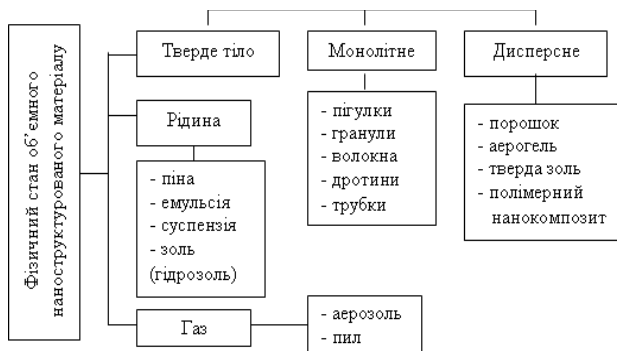 Фізичний стан об’ємного
наноструктурованого матеріалу
Тверде тіло
Монолітне
Дисперсне
Рідина
- піна
- емульсія
- суспензія
- золь
(гідрозоль)
- пігулки
- гранули
- волокна
- дротини
- трубки
- порошок
- аерогель
- тверда золь
- полімерний
нанокомпозит
Газ
- аерозоль
- пил